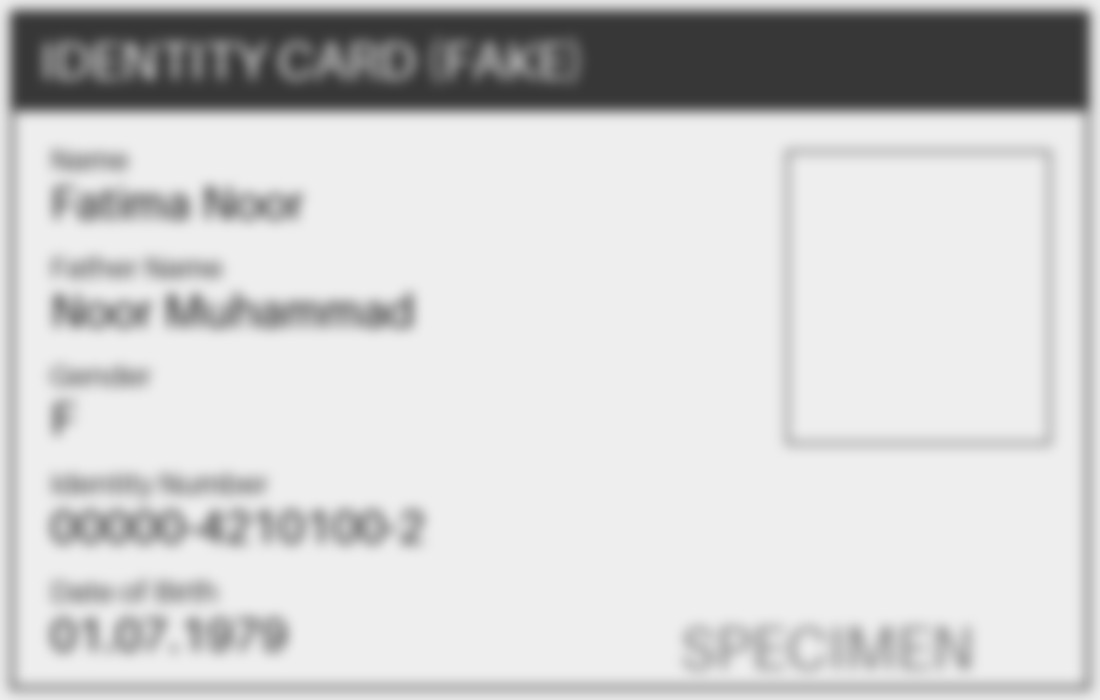 IDENTITY CARD (FAKE)
Name
Fatima Noor
Father Name
Noor Muhammad
Gender
F
Identity Number
00000-4210100-2
Date of Birth
01.07.1979
SPECIMEN